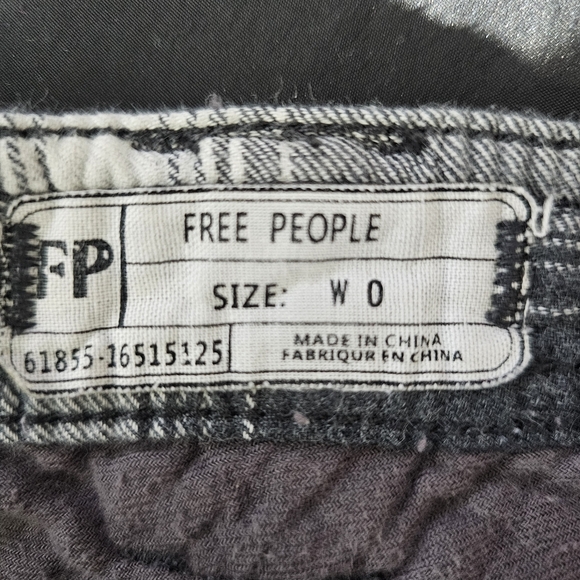 FP
FREE PEOPLE
SIZE: W 0
61855-16515125
MADE IN CHINA
FABRIQUR EN CHINA